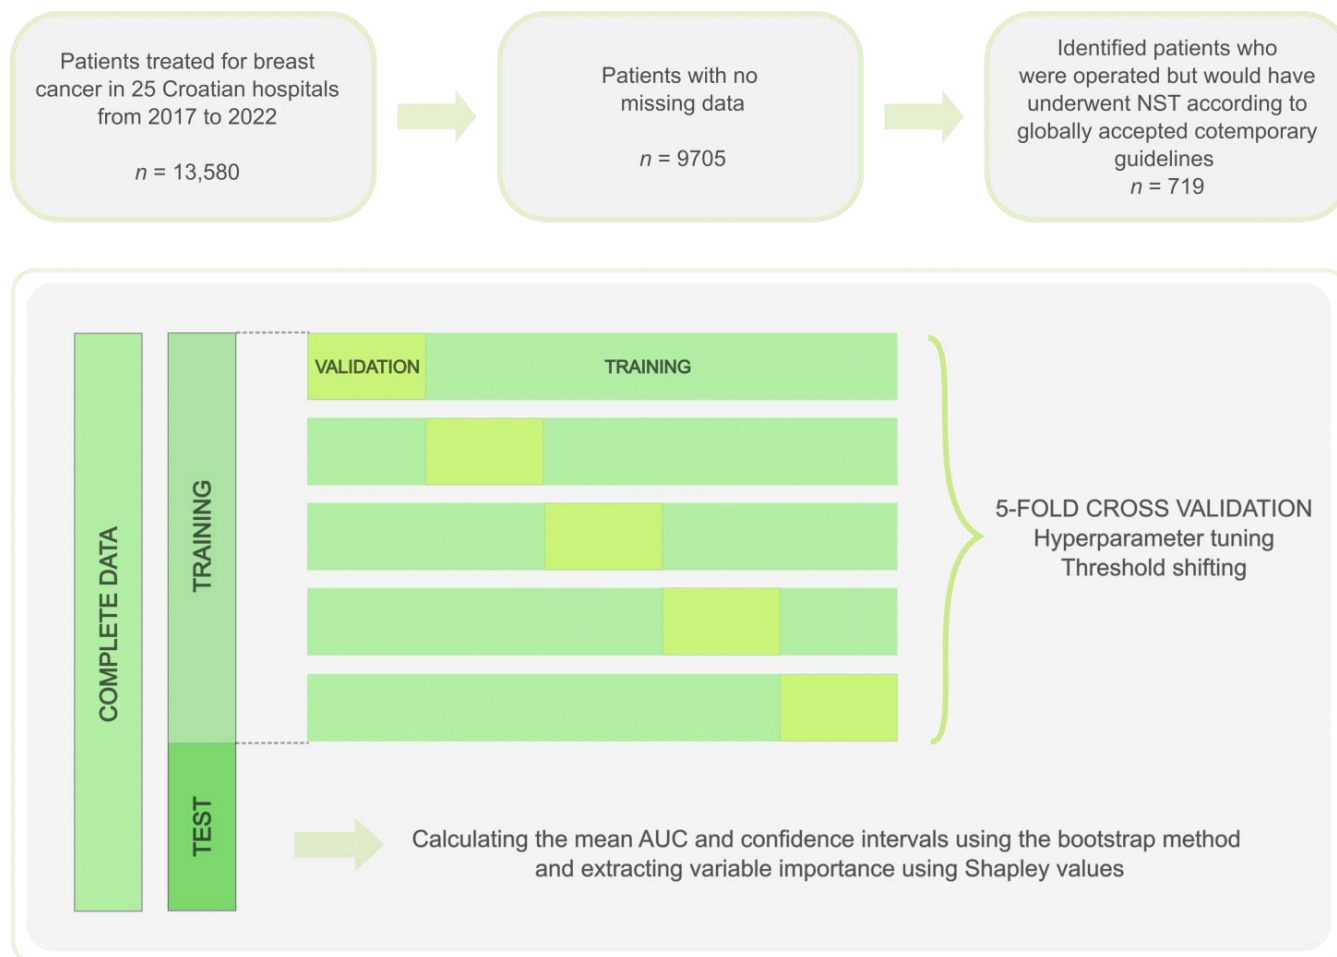 Patients treated for breast
cancer in 25 Croatian hospitals
from 2017 to 2022
n = 13,580
Patients with no
missing data
n = 9705
Identified patients who
were operated but would have
underwent NST according to
globally accepted cotemporary
guidelines
n = 719
COMPLETE DATA
TRAINING
TEST
VALIDATION
TRAINING
5-FOLD CROSS VALIDATION
Hyperparameter tuning
Threshold shifting
Calculating the mean AUC and confidence intervals using the bootstrap method
and extracting variable importance using Shapley values